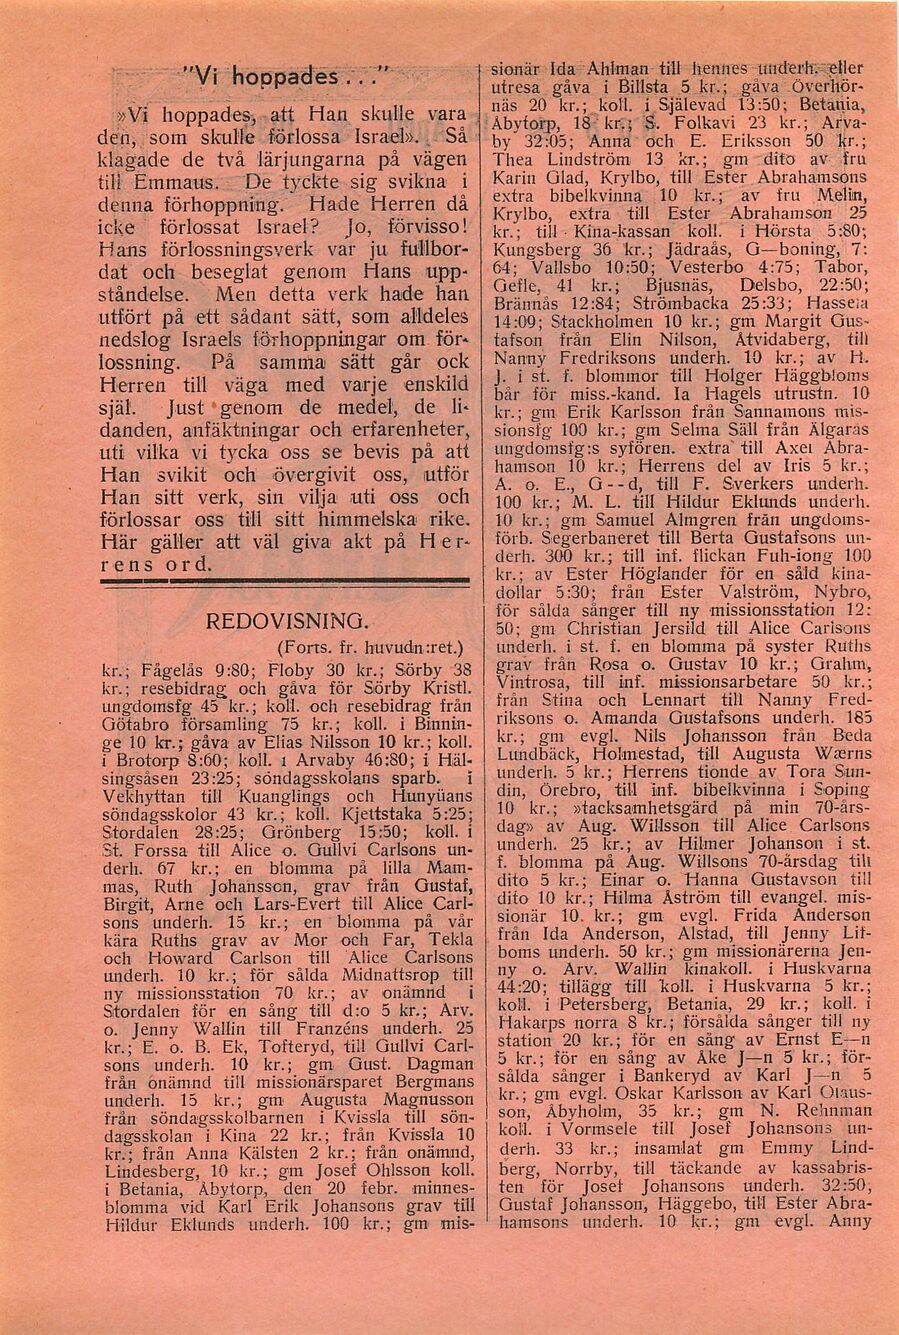 "Vi hoppades . . ."
»Vi hoppades, att Han skulle vara
den, som skulle förlossa Israel». Så
klagade de två lärjungarna på vägen
till Emmaus. De tyckte sig svikna i
denna förhoppning. Hade Herren då
icke förlossat Israel? Jo, förvisso!
Hans förlossningsverk var ju fullbor-
dat och beseglat genom Hans upp-
ståndelse. Men detta verk hade han
utfört på ett sådant sätt, som alldeles
nedslog Israels förhoppningar om för-
lossning. På samma sätt går ock
Herren till väga med varje enskild
själ. Just genom de medel, de li-
danden, anfäktningar och erfarenheter,
uti vilka vi tycka oss se bevis på att
Han svikit och övergivit oss, utför
Han sitt verk, sin vilja uti oss och
förlossar oss till sitt himmelska rike.
Här gäller att väl giva akt på Her-
rens ord.
REDOVISNING.
(Forts. fr. huvudn:ret.)
kr.; Fågelås 9:80; Floby 30 kr.; Sörby 38
kr.; resebidrag och gåva för Sörby Kristl.
ungdomsfg 45 kr.; koll. och resebidrag från
Götabro församling 75 kr.; koll. i Binnin-
ge 10 kr.; gåva av Elias Nilsson 10 kr.; koll.
i Brotorp 8:60; koll. i Arvaby 46:80; i Häl-
singsåsen 23:25; söndagsskolans sparb. i
Vekhyttan till Kuanglings och Hunyüans
söndagsskolor 43 kr.; koll. Kjettstaka 5:25;
Stordalen 28:25; Grönberg 15:50; koll. i
St. Forssa till Alice o. Gullvi Carlsons un-
derh. 67 kr.; en blomma på lilla Mam-
mas, Ruth Johansson, grav från Gustaf,
Birgit, Arne och Lars-Evert till Alice Carl-
sons underh. 15 kr.; en blomma på vår
kära Ruths grav av Mor och Far, Tekla
och Howard Carlson till Alice Carlsons
underh. 10 kr.; för sålda Midnattsrop till
ny missionsstation 70 kr.; av onämnd i
Stordalen för en sång till d:o 5 kr.; Arv.
o. Jenny Wallin till Franzéns underh. 25
kr.; E. o. B. Ek, Tofteryd, till Gullvi Carl-
sons underh. 10 kr.; gm Gust. Dagman
från onämnd till missionärsparet Bergmans
underh. 15 kr.; gm Augusta Magnusson
från söndagsskolbarnen i Kvissla till sön-
dagsskolan i Kina 22 kr.; från Kvissla 10
kr.; från Anna Kälsten 2 kr.; från onämnd,
Lindesberg, 10 kr.; gm Josef Ohlsson koll.
i Betania, Åbytorp, den 20 febr. minnes-
blomma vid Karl Erik Johansons grav till
Hildur Eklunds underh. 100 kr.; gm mis-
sionär Ida Ahlman till hennes underh. eller
utresa gåva i Billsta 5 kr.; gåva Överhör-
näs 20 kr.; koll. i Själevad 13:50; Betania,
Åbytorp, 18 kr.; S. Folkavi 23 kr.; Arva-
by 32:05; Anna och E. Eriksson 50 kr.;
Thea Lindström 13 kr.; gm dito av fru
Karin Glad, Krylbo, till Ester Abrahamsons
extra bibelkvinna 10 kr.; av fru Melin,
Krylbo, extra till Ester Abrahamson 25
kr.; till Kina-kassan koll. i Hörsta 5:80;
Kungsberg 36 kr.; Jädraås, G—boning, 7:
64; Vallsbo 10:50; Vesterbo 4:75; Tabor,
Gefle, 41 kr.; Bjusnäs, Delsbo, 22:50;
Brännås 12:84; Strömbacka 25:33; Hassela
14:09; Stackholmen 10 kr.; gm Margit Gus-
tafson från Elin Nilson, Åtvidaberg, till
Nanny Fredriksons underh. 10 kr.; av H.
J. i st. f. blommor till Holger Häggbloms
bår för miss.-kand. Ia Hagels utrustn. 10
kr.; gm Erik Karlsson från Sannamons mis-
sionsfg 100 kr.; gm Selma Säll från Älgarås
ungdomsfg:s syfören. extra till Axel Abra-
hamson 10 kr.; Herrens del av Iris 5 kr.;
A. o. E., G--d, till F. Sverkers underh.
100 kr.; M. L. till Hildur Eklunds underh.
10 kr.; gm Samuel Almgren från ungdoms-
förb. Segerbaneret till Berta Gustafsons un-
derh. 300 kr.; till inf. flickan Fuh-iong 100
kr.; av Ester Höglander för en såld kina-
dollar 5:30; från Ester Valström, Nybro,
för sålda sånger till ny missionsstation 12:
50; gm Christian Jersild till Alice Carlsons
underh. i st. f. en blomma på syster Ruths
grav från Rosa o. Gustav 10 kr.; Grahm,
Vintrosa, till inf. missionsarbetare 50 kr.;
från Stina och Lennart till Nanny Fred-
riksons o. Amanda Gustafsons underh. 185
kr.; gm evgl. Nils Johansson från Beda
Lundbäck, Holmestad, till Augusta Wærns
underh. 5 kr.; Herrens tionde av Tora Sun-
din, Örebro, till inf. bibelkvinna i Soping
10 kr.; »tacksamhetsgärd på min 70-års-
dag» av Aug. Willsson till Alice Carlsons
underh. 25 kr.; av Hilmer Johanson i st.
f. blomma på Aug. Willsons 70-årsdag till
dito 5 kr.; Einar o. Hanna Gustavson till
dito 10 kr.; Hilma Åström till evangel. mis-
sionär 10. kr.; gm evgl. Frida Anderson
från Ida Anderson, Alstad, till Jenny Lif-
boms underh. 50 kr.; gm missionärerna Jen-
ny o. Arv. Wallin kinakoll. i Huskvarna
44:20; tillägg till koll. i Huskvarna 5 kr.;
koll. i Petersberg, Betania, 29 kr.; koll. i
Hakarps norra 8 kr.; försålda sånger till ny
station 20 kr.; för en sång av Ernst E—n
5 kr.; för en sång av Åke J—n 5 kr.; för-
sålda sånger i Bankeryd av Karl J—n 5
kr.; gm evgl. Oskar Karlsson av Karl Olaus-
son, Åbyholm, 35 kr.; gm N. Rehnman
koll. i Vormsele till Josef Johansons un-
derh. 33 kr.; insamlat gm Emmy Lind-
berg, Norrby, till täckande av kassabris-
ten för Josef Johansons underh. 32:50,
Gustaf Johansson, Häggebo, till Ester Abra-
hamsons underh. 10 kr.; gm evgl. Anny